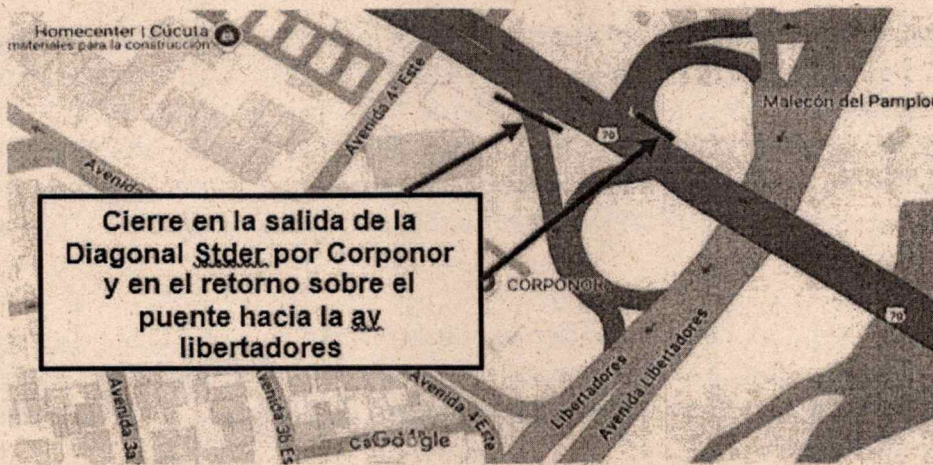 Homecenter | Cúcuta
materiales para la construcción
Avenida 4ª Este
Malecón del Pamplo
70
Avenida
Cierre en la salida de la
Diagonal Stder por Corponor
y en el retorno sobre el
puente hacia la av
libertadores
CORPONOR
70
Libertadores
Avenida Libertadores
Avenida 3a
Avenida 3b Es
Avenida 4 Este
Google